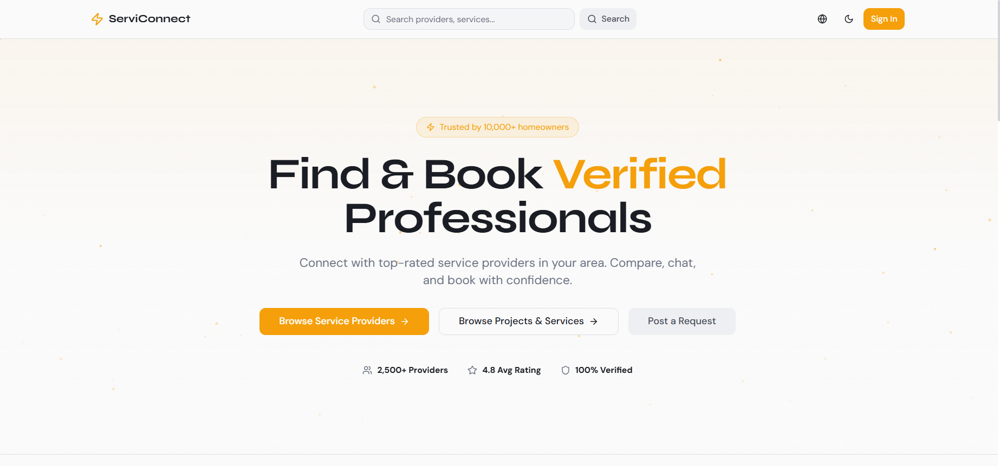 ServiConnect
Search providers, services...
Search
Sign In
Trusted by 10,000+ homeowners
Find & Book Verified
Professionals
Connect with top-rated service providers in your area. Compare, chat,
and book with confidence.
Browse Service Providers →
Browse Projects & Services →
Post a Request
2,500+ Providers
4.8 Avg Rating
100% Verified